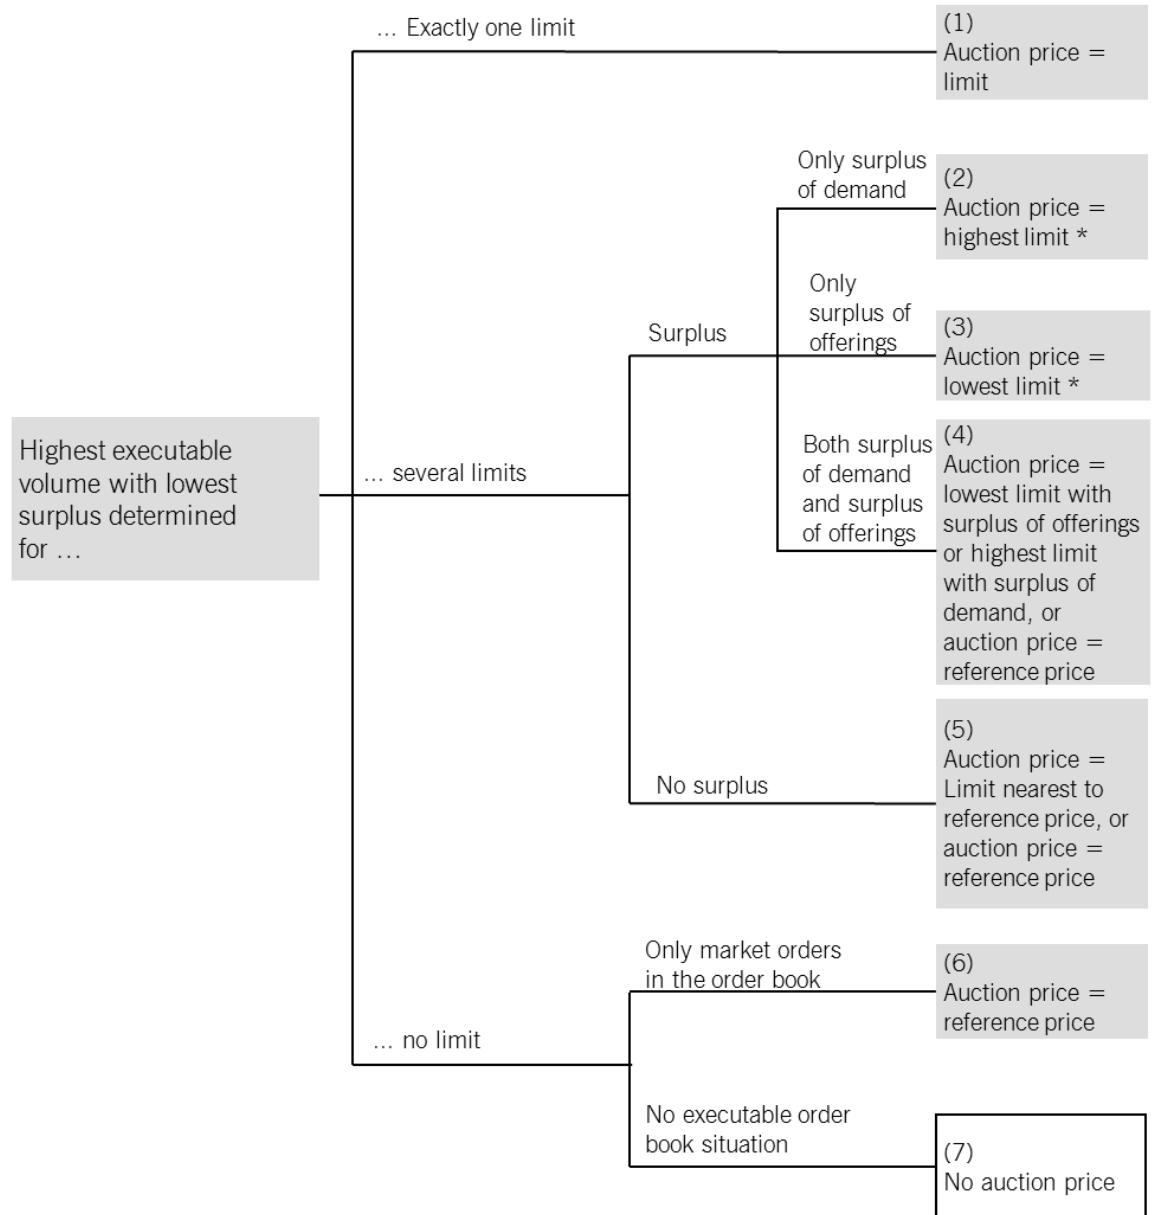 ... Exactly one limit
(1)
Auction price =
limit
Only surplus
of demand
(2)
Auction price =
highest limit *
Only
surplus of
offerings
Surplus
(3)
Auction price =
lowest limit *
Highest executable
volume with lowest
surplus determined
for ...
... several limits
Both surplus
of demand
and surplus
of offerings
(4)
Auction price =
lowest limit with
surplus of offerings
or highest limit
with surplus of
demand, or
auction price =
reference price
No surplus
(5)
Auction price =
Limit nearest to
reference price, or
auction price =
reference price
Only market orders
in the order book
(6)
Auction price =
reference price
... no limit
No executable order
book situation
(7)
No auction price